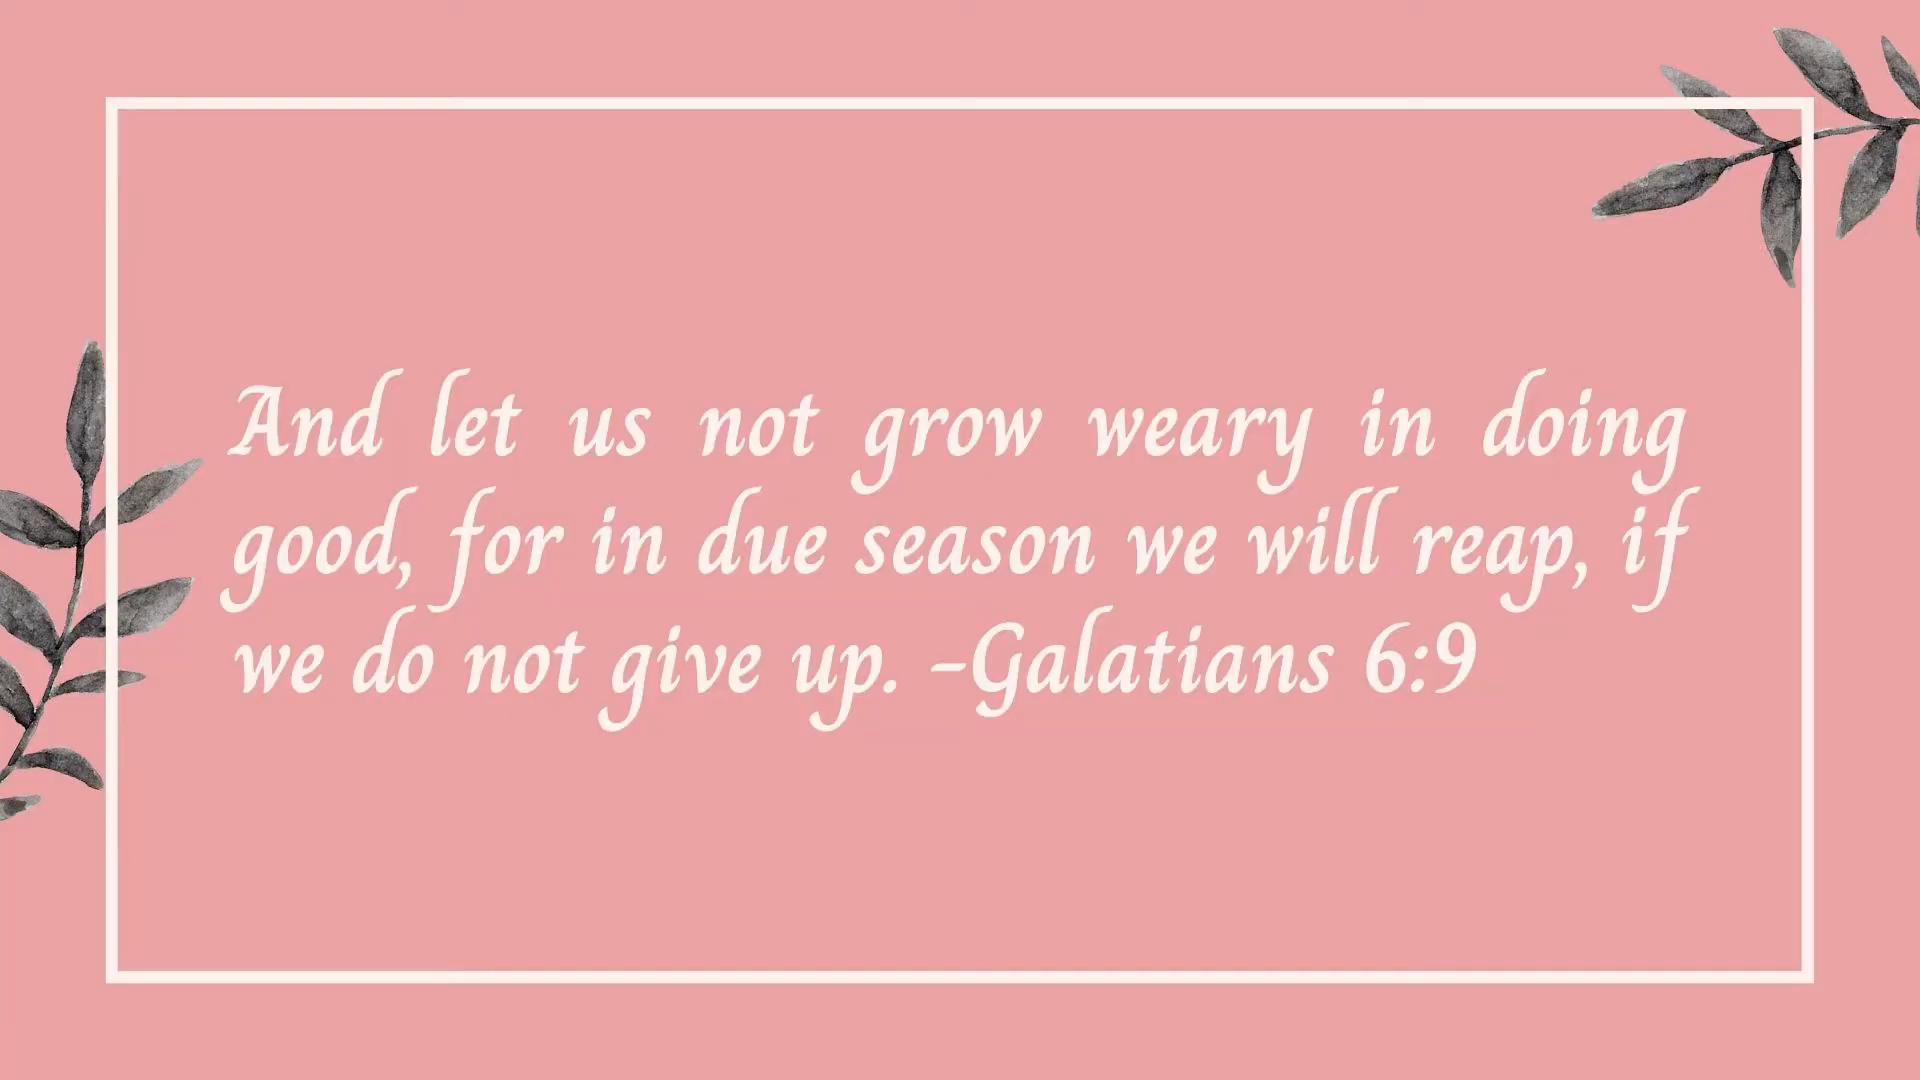 And let us not grow weary in doing
good, for in due season we will reap, if
we do not give up. –Galatians 6:9